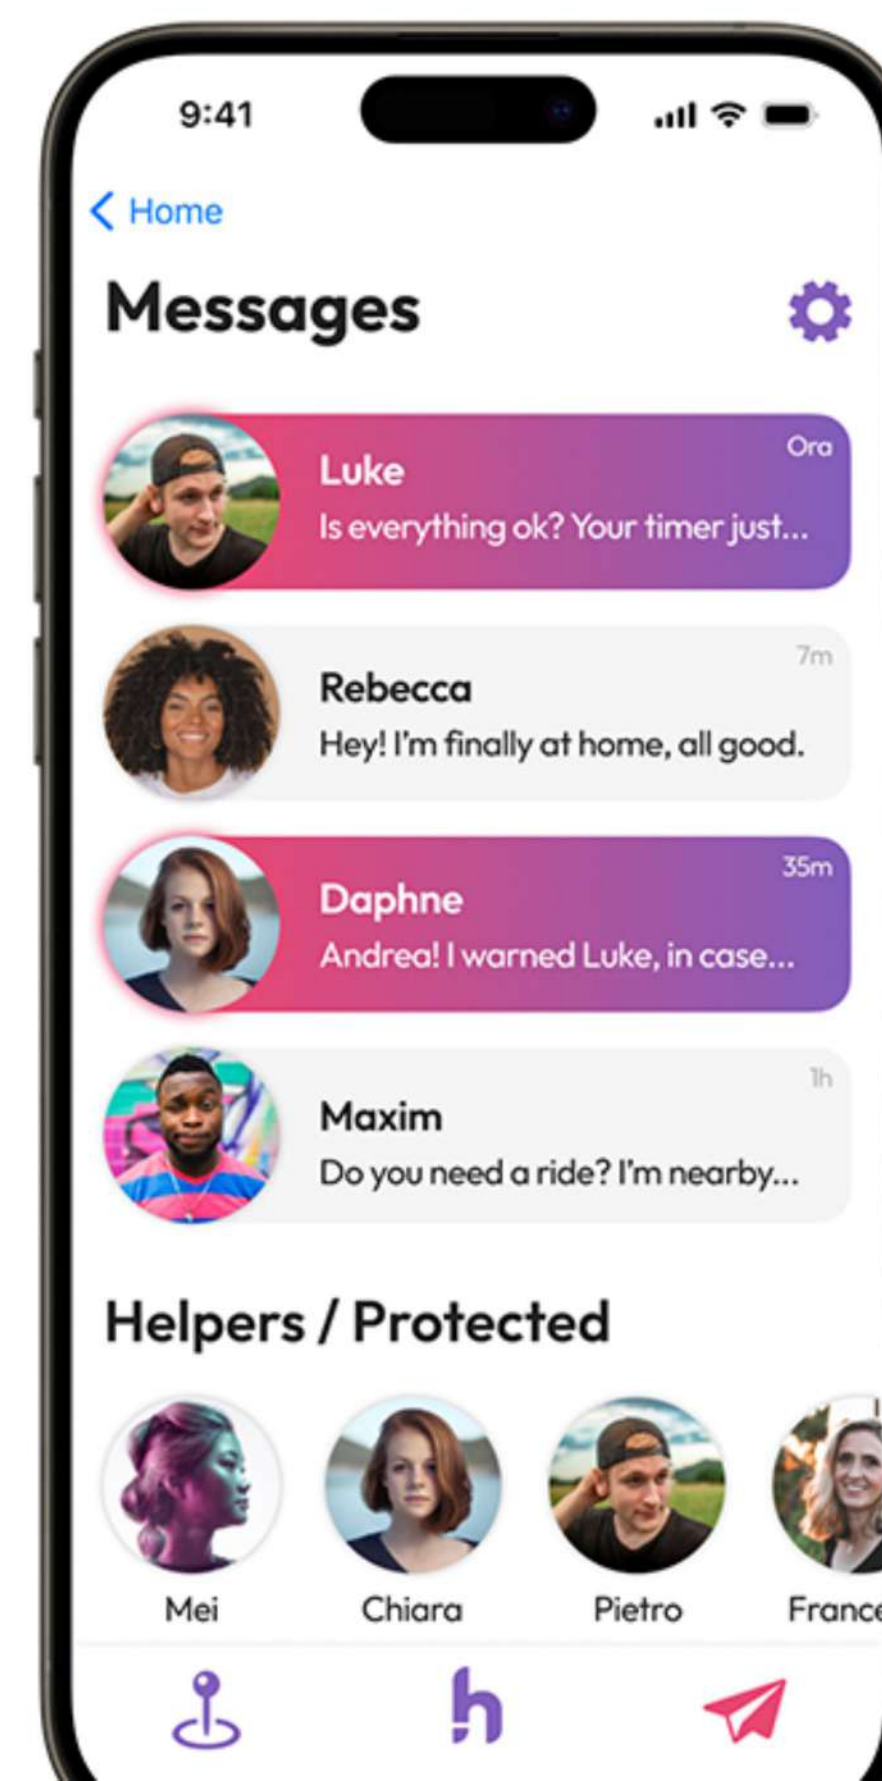 9:41
Home
Messages
Luke
Ora
Is everything ok? Your timer just...
Rebecca
7m
Hey! I'm finally at home, all good.
Daphne
35m
Andrea! I warned Luke, in case...
Maxim
1h
Do you need a ride? I'm nearby...
Helpers / Protected
Mei
Chiara
Pietro
France
h